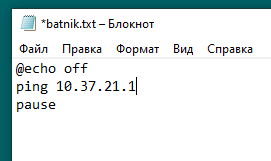 *batnik.txt – Блокнот
Файл Правка Формат Вид Справка
@echo off
ping 10.37.21.1
pause